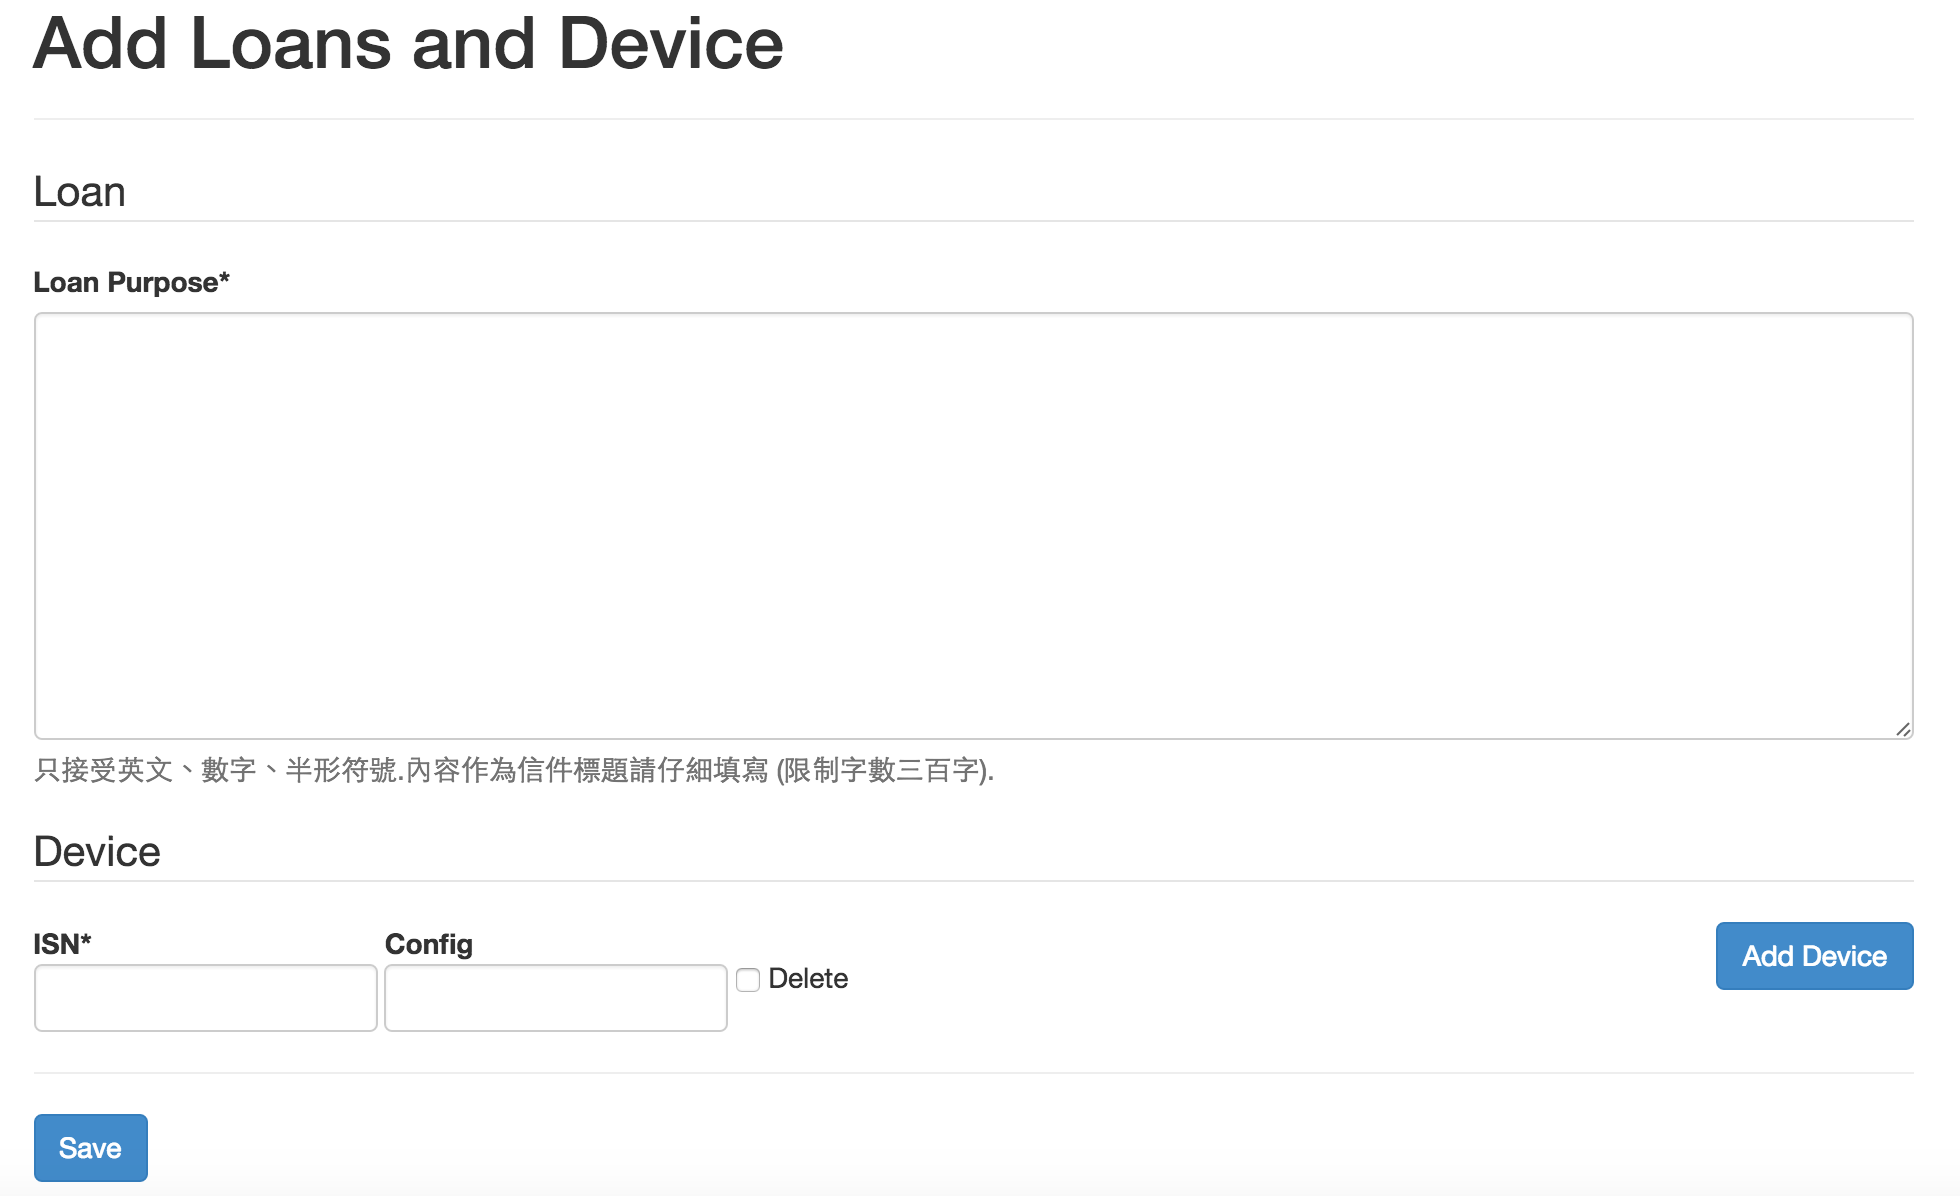 Add Loans and Device
Loan
Loan Purpose*
只接受英文、數字、半形符號.內容作為信件標題請仔細填寫 (限制字數三百字).
Device
ISN* Config
Delete
Add Device
Save